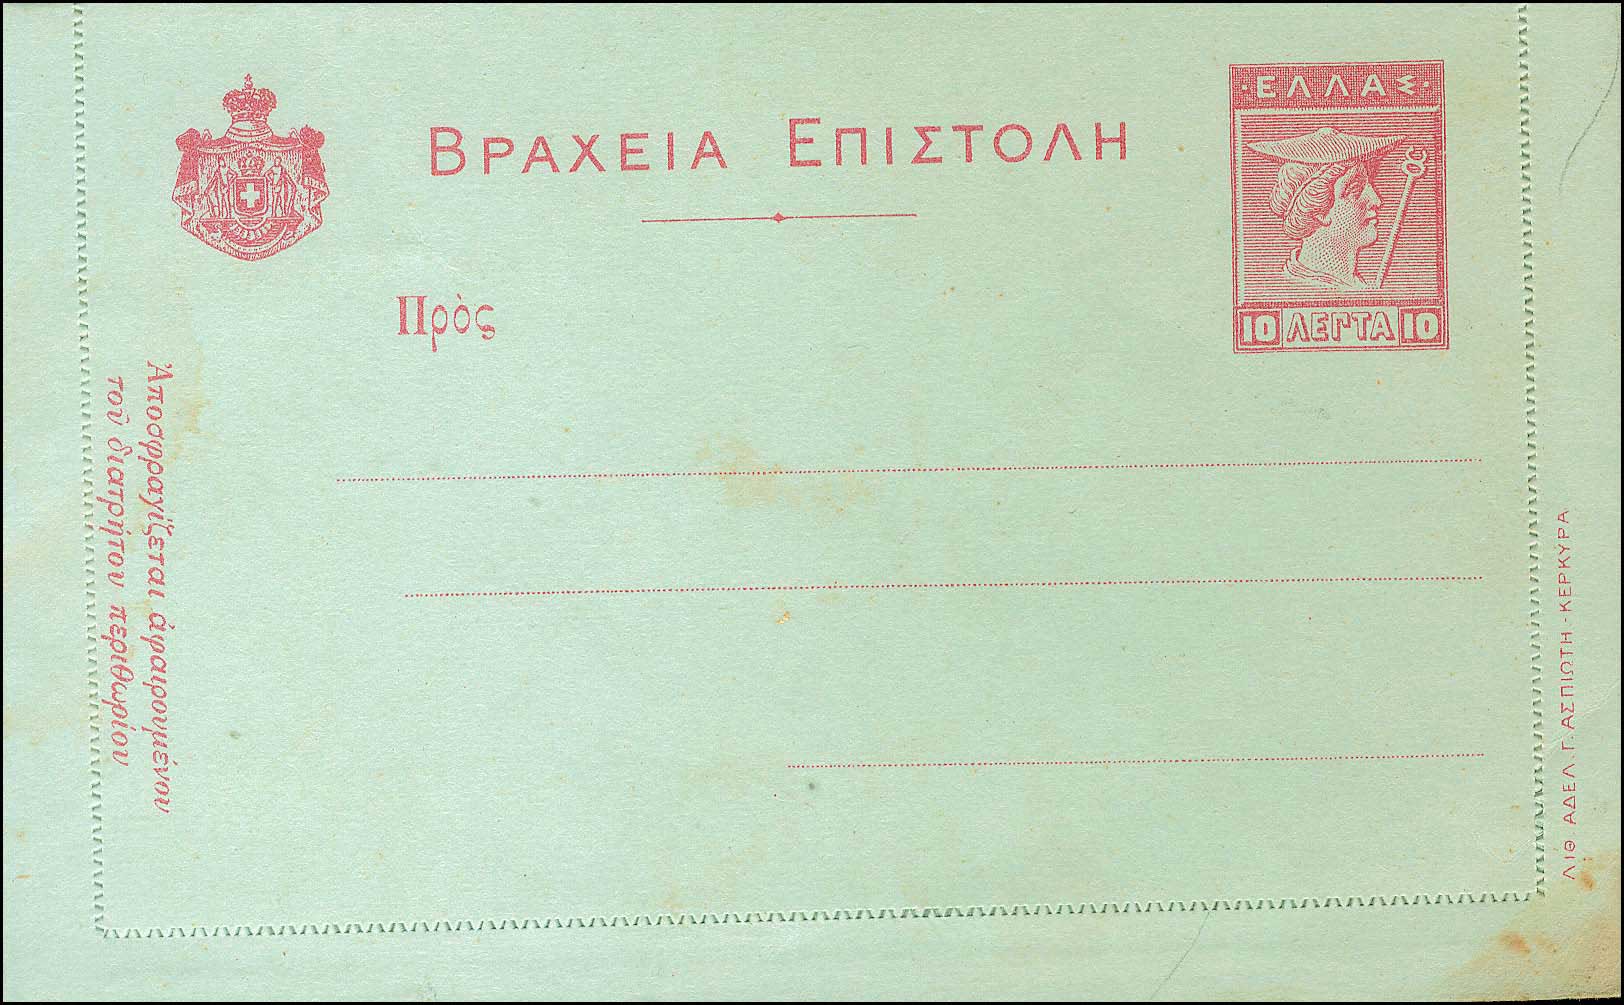 ΒΡΑΧΕΙΑ ΕΠΙΣΤΟΛΗ
·ΕΛΛΑΣ·
10 ΛΕΠΤΑ 10
Πρὸς
Ἀποσφραγίζεται ἀφαιρουμένου
τοῦ διατρήτου περιθωρίου
ΛΙΘ. ΑΔΕΛ. Γ. ΑΣΠΙΩΤΗ - ΚΕΡΚΥΡΑ